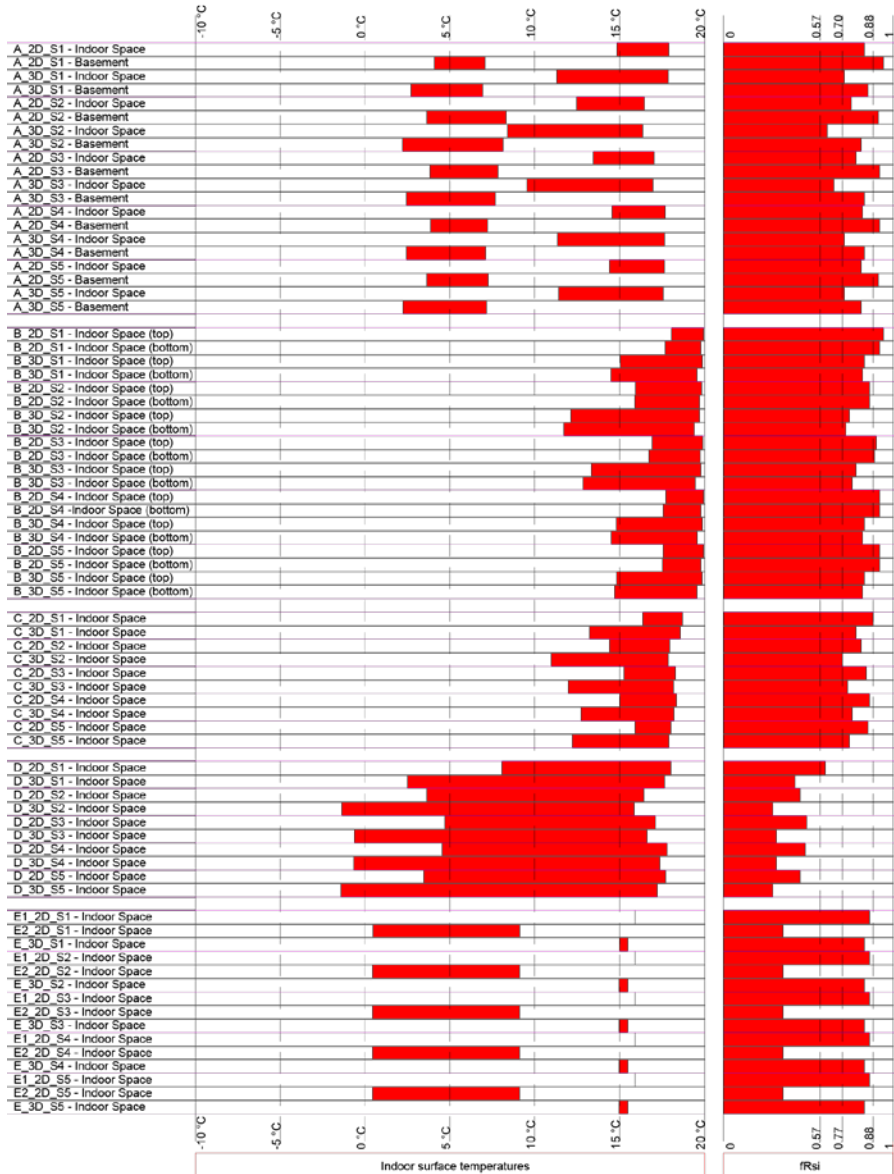 -10 °C -5 °C 0 °C 5 °C 10 °C 15 °C 20 °C 0 0.57 0.70 0.88 1
A_2D_S1 - Indoor Space
A_2D_S1 - Basement
A_3D_S1 - Indoor Space
A_3D_S1 - Basement
A_2D_S2 - Indoor Space
A_2D_S2 - Basement
A_3D_S2 - Indoor Space
A_3D_S2 - Basement
A_2D_S3 - Indoor Space
A_2D_S3 - Basement
A_3D_S3 - Indoor Space
A_3D_S3 - Basement
A_2D_S4 - Indoor Space
A_2D_S4 - Basement
A_3D_S4 - Indoor Space
A_3D_S4 - Basement
A_2D_S5 - Indoor Space
A_2D_S5 - Basement
A_3D_S5 - Indoor Space
A_3D_S5 - Basement
B_2D_S1 - Indoor Space (top)
B_2D_S1 - Indoor Space (bottom)
B_3D_S1 - Indoor Space (top)
B_3D_S1 - Indoor Space (bottom)
B_2D_S2 - Indoor Space (top)
B_2D_S2 - Indoor Space (bottom)
B_3D_S2 - Indoor Space (top)
B_3D_S2 - Indoor Space (bottom)
B_2D_S3 - Indoor Space (top)
B_2D_S3 - Indoor Space (bottom)
B_3D_S3 - Indoor Space (top)
B_3D_S3 - Indoor Space (bottom)
B_2D_S4 - Indoor Space (top)
B_2D_S4 -Indoor Space (bottom)
B_3D_S4 - Indoor Space (top)
B_3D_S4 - Indoor Space (bottom)
B_2D_S5 - Indoor Space (top)
B_2D_S5 - Indoor Space (bottom)
B_3D_S5 - Indoor Space (top)
B_3D_S5 - Indoor Space (bottom)
C_2D_S1 - Indoor Space
C_3D_S1 - Indoor Space
C_2D_S2 - Indoor Space
C_3D_S2 - Indoor Space
C_2D_S3 - Indoor Space
C_3D_S3 - Indoor Space
C_2D_S4 - Indoor Space
C_3D_S4 - Indoor Space
C_2D_S5 - Indoor Space
C_3D_S5 - Indoor Space
D_2D_S1 - Indoor Space
D_3D_S1 - Indoor Space
D_2D_S2 - Indoor Space
D_3D_S2 - Indoor Space
D_2D_S3 - Indoor Space
D_3D_S3 - Indoor Space
D_2D_S4 - Indoor Space
D_3D_S4 - Indoor Space
D_2D_S5 - Indoor Space
D_3D_S5 - Indoor Space
E1_2D_S1 - Indoor Space
E2_2D_S1 - Indoor Space
E_3D_S1 - Indoor Space
E1_2D_S2 - Indoor Space
E2_2D_S2 - Indoor Space
E_3D_S2 - Indoor Space
E1_2D_S3 - Indoor Space
E2_2D_S3 - Indoor Space
E_3D_S3 - Indoor Space
E1_2D_S4 - Indoor Space
E2_2D_S4 - Indoor Space
E_3D_S4 - Indoor Space
E1_2D_S5 - Indoor Space
E2_2D_S5 - Indoor Space
E_3D_S5 - Indoor Space
-10 °C -5 °C 0 °C 5 °C 10 °C 15 °C 20 °C 0 0.57 0.77 0.88 1
Indoor surface temperatures fRsi